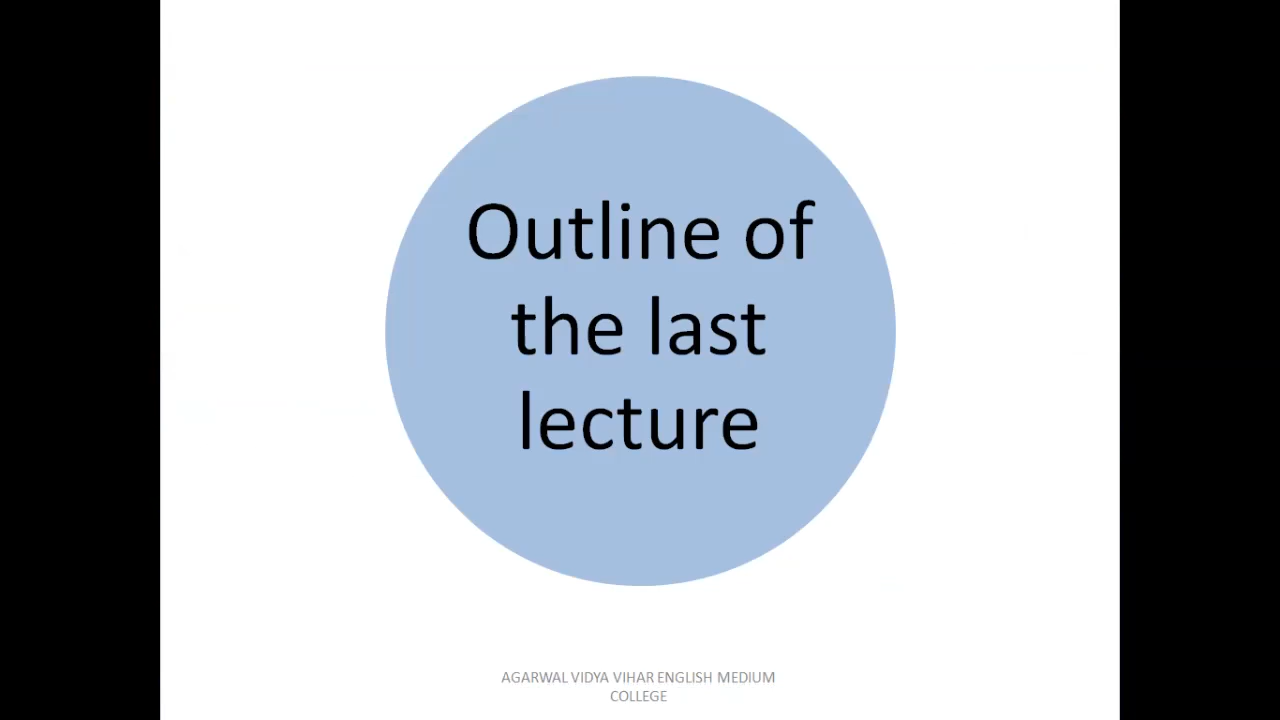 Outline of
the last
lecture
AGARWAL VIDYA VIHAR ENGLISH MEDIUM
COLLEGE